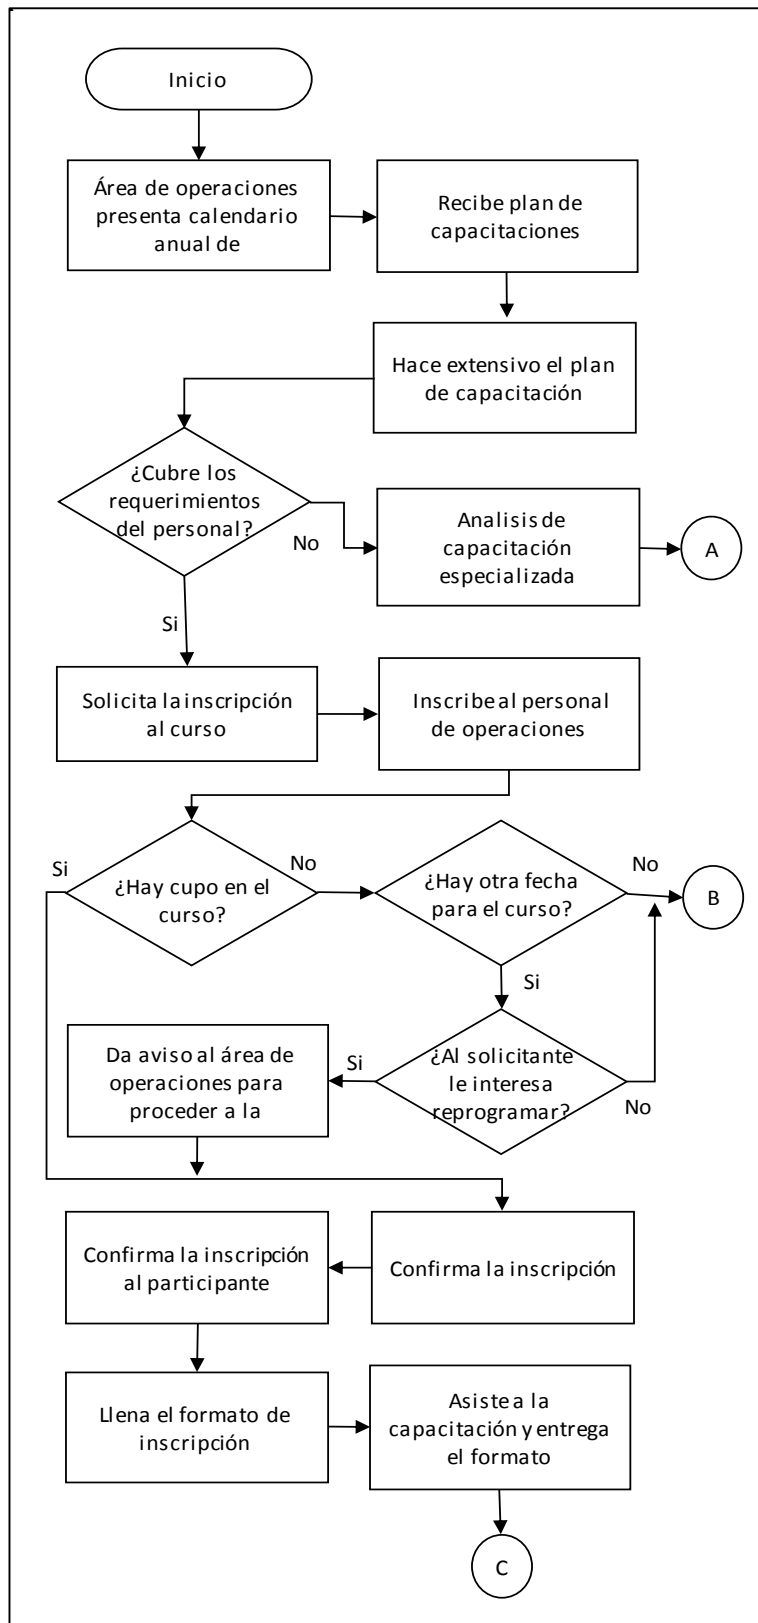 Inicio
Área de operaciones
presenta calendario
anual de
Recibe plan de
capacitaciones
Hace extensivo el plan
de capacitación
¿Cubre los
requerimientos
del personal?
No
Analisis de
capacitación
especializada
A
Si
Solicita la inscripción
al curso
Inscribe al personal
de operaciones
Si
¿Hay cupo en el
curso?
No
¿Hay otra fecha
para el curso?
No
B
Si
Da aviso al área de
operaciones para
proceder a la
Si
¿Al solicitante
le interesa
reprogramar?
No
Confirma la inscripción
al participante
Confirma la inscripción
Llena el formato de
inscripción
Asiste a la
capacitación y entrega
el formato
C